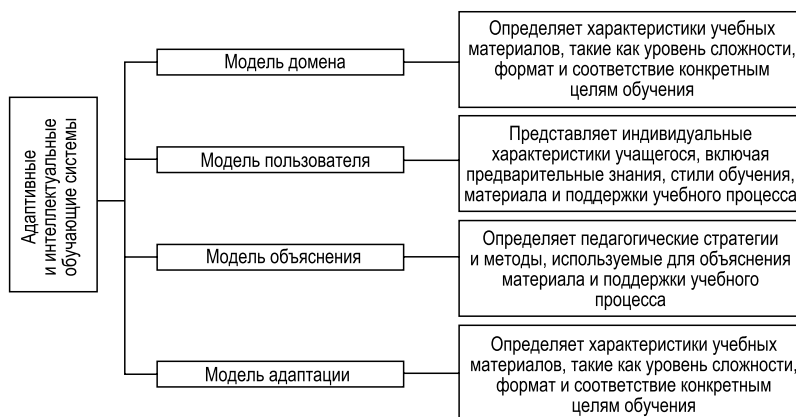 Адаптивные
и интеллектуальные
обучающие системы
Модель домена
Определяет характеристики учебных
материалов, такие как уровень сложности,
формат и соответствие конкретным
целям обучения
Модель пользователя
Представляет индивидуальные
характеристики учащегося, включая
предварительные знания, стили обучения,
материала и поддержки учебного процесса
Модель объяснения
Определяет педагогические стратегии
и методы, используемые для объяснения
материала и поддержки учебного
процесса
Модель адаптации
Определяет характеристики учебных
материалов, такие как уровень сложности,
формат и соответствие конкретным
целям обучения